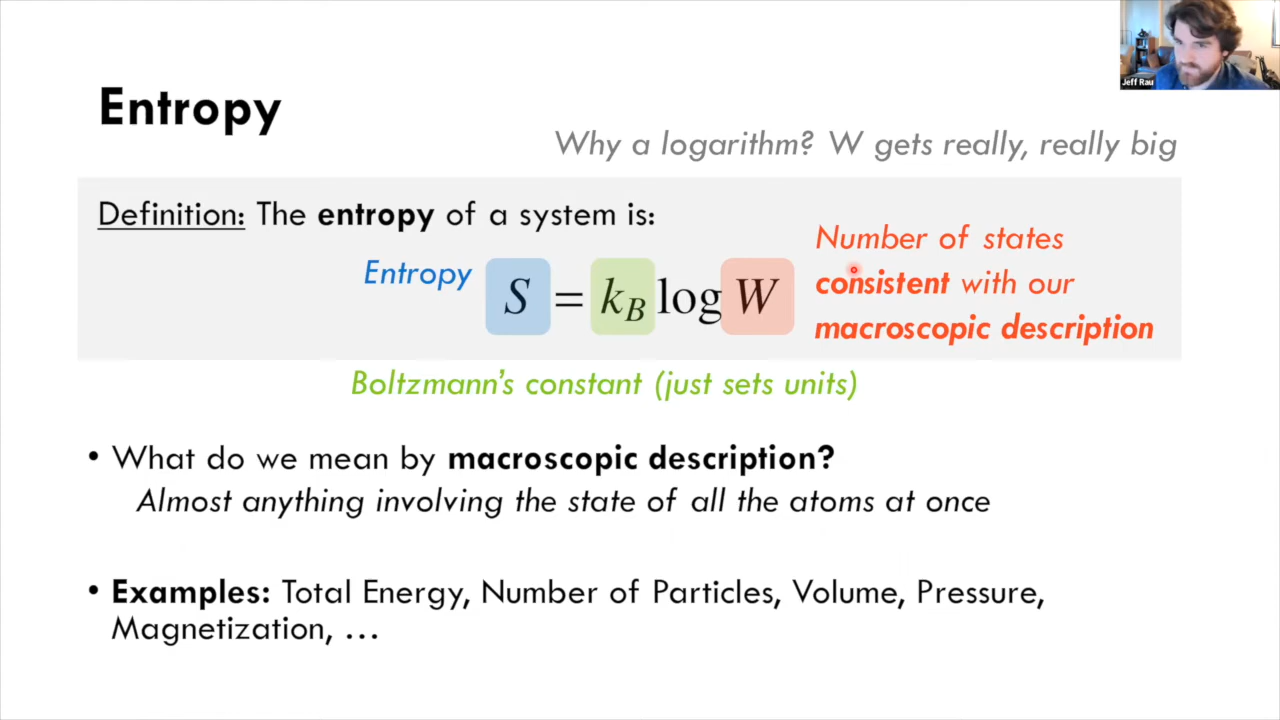 Jeff Rau
Entropy
Why a logarithm? W gets really, really big
Definition: The entropy of a system is:
Entropy
S = k_B log W
Number of states
consistent with our
macroscopic description
Boltzmann's constant (just sets units)
• What do we mean by macroscopic description?
Almost anything involving the state of all the atoms at once
• Examples: Total Energy, Number of Particles, Volume, Pressure,
Magnetization, …